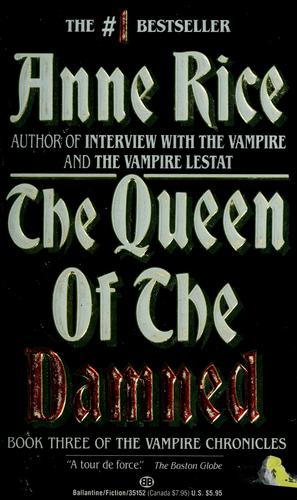 THE #1 BESTSELLER
Anne Rice
AUTHOR OF INTERVIEW WITH THE VAMPIRE
AND THE VAMPIRE LESTAT
The Queen
Of The
Damned
BOOK THREE OF THE VAMPIRE CHRONICLES
"A tour de force." The Boston Globe
BB
Ballantine/Fiction/35152 (Canada $7.95) U.S. $5.95